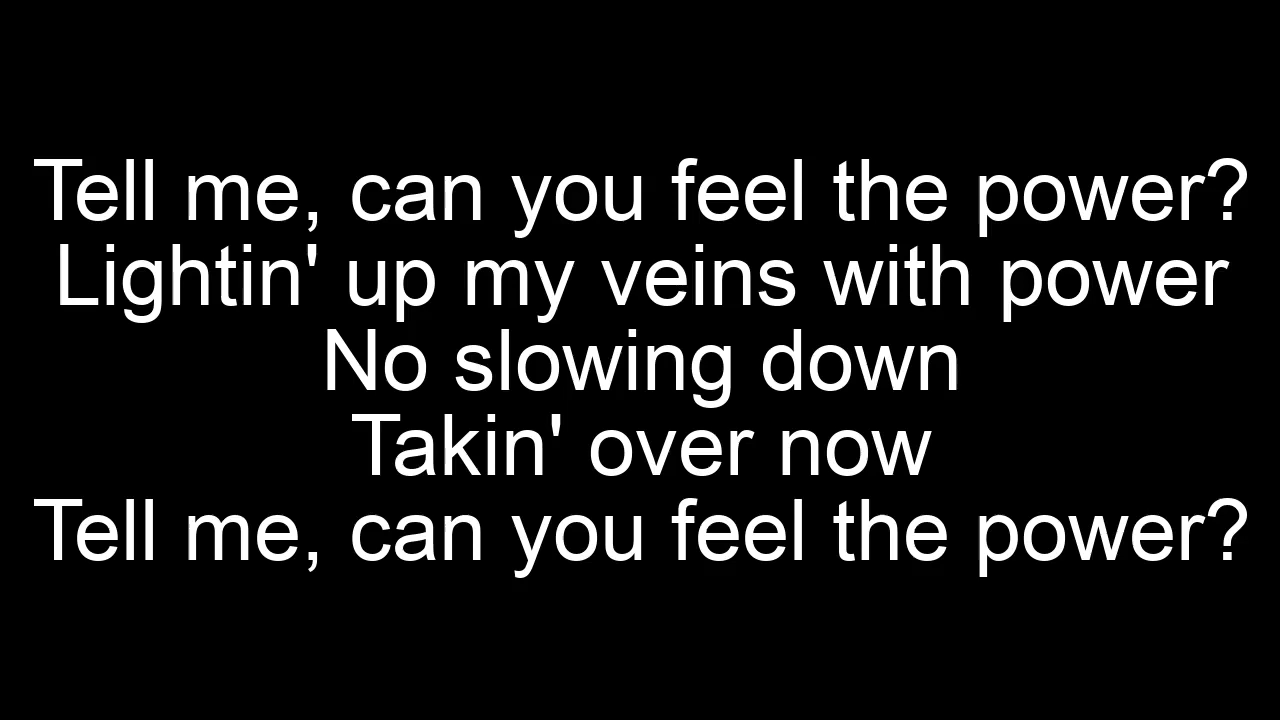 Tell me, can you feel the power?
Lightin' up my veins with power
No slowing down
Takin' over now
Tell me, can you feel the power?